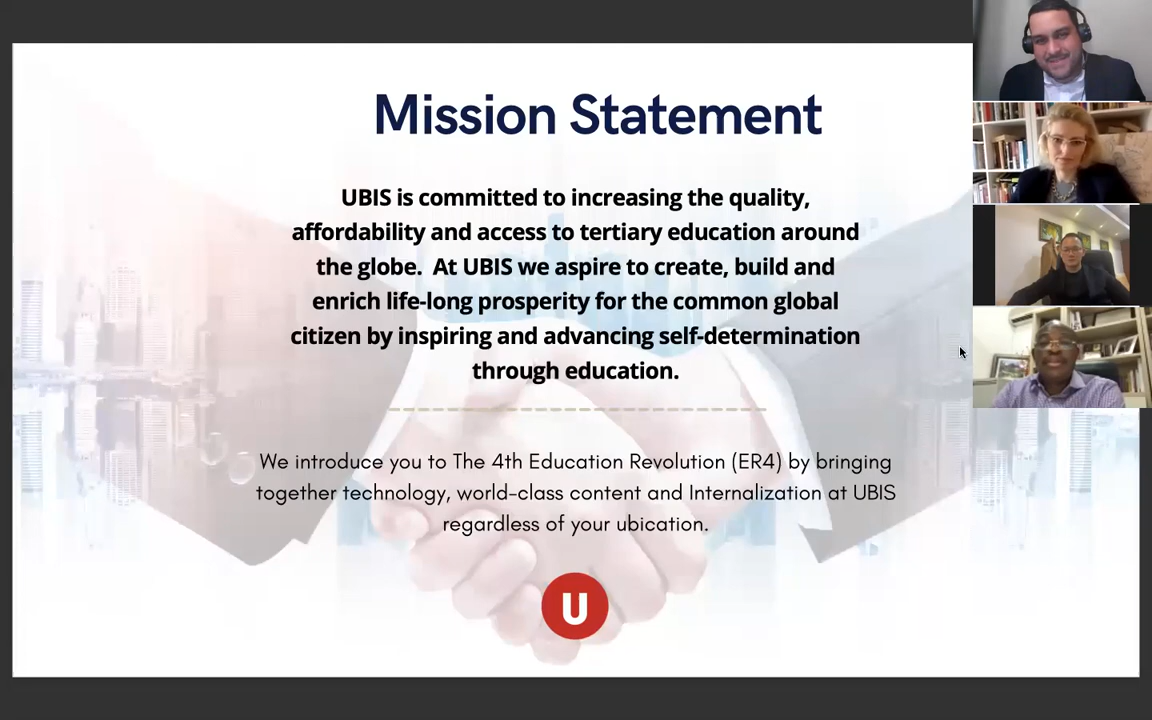 Mission Statement
UBIS is committed to increasing the quality,
affordability and access to tertiary education around
the globe.  At UBIS we aspire to create, build and
enrich life-long prosperity for the common global
citizen by inspiring and advancing self-determination
through education.
We introduce you to The 4th Education Revolution (ER4) by bringing
together technology, world-class content and Internalization at UBIS
regardless of your ubication.
U